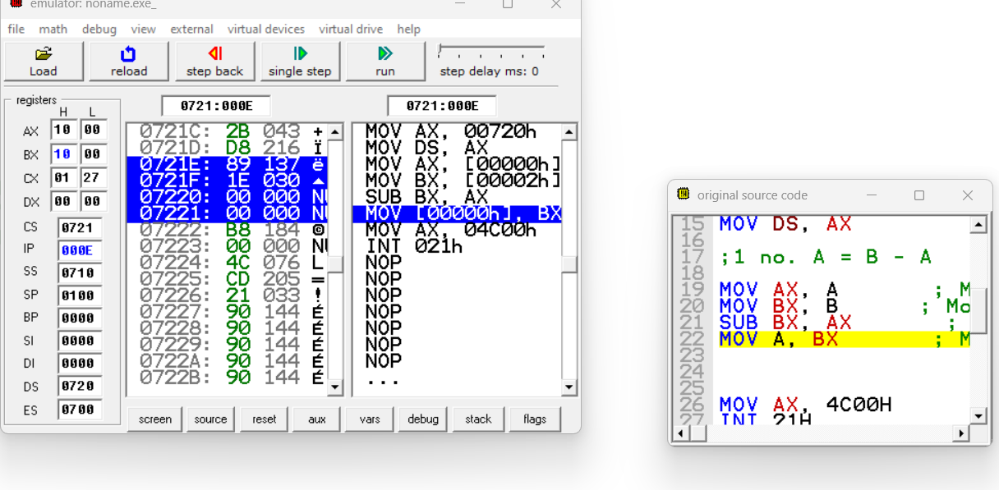 emulator: noname.exe_
file math debug view external virtual devices virtual drive help
Load reload step back single step run step delay ms: 0
registers
H L
AX 10 00
BX 10 00
CX 01 27
DX 00 00
CS 0721
IP 000E
SS 0710
SP 0100
BP 0000
SI 0000
DI 0000
DS 0720
ES 0700
0721:000E
0721C: 2B 043 +
0721D: D8 216 Ï
0721E: 89 137 ë
0721F: 1E 030 ▲
07220: 00 000 NU
07221: 00 000 NU
07222: B8 184 ©
07223: 00 000 NU
07224: 4C 076 L
07225: CD 205 =
07226: 21 033 !
07227: 90 144 É
07228: 90 144 É
07229: 90 144 É
0722A: 90 144 É
0722B: 90 144 É
0721:000E
MOV AX, 00720h
MOV DS, AX
MOV AX, [00000h]
MOV BX, [00002h]
SUB BX, AX
MOV [00000h], BX
MOV AX, 04C00h
INT 021h
NOP
NOP
NOP
NOP
NOP
NOP
NOP
...
screen source reset aux vars debug stack flags
original source code
15 MOV DS, AX
16
17 ;1 no. A = B - A
18
19 MOV AX, A ; M
20 MOV BX, B ; Mo
21 SUB BX, AX ;
22 MOV A, BX ; M
23
24
25
26 MOV AX, 4C00H
27 INT 21H